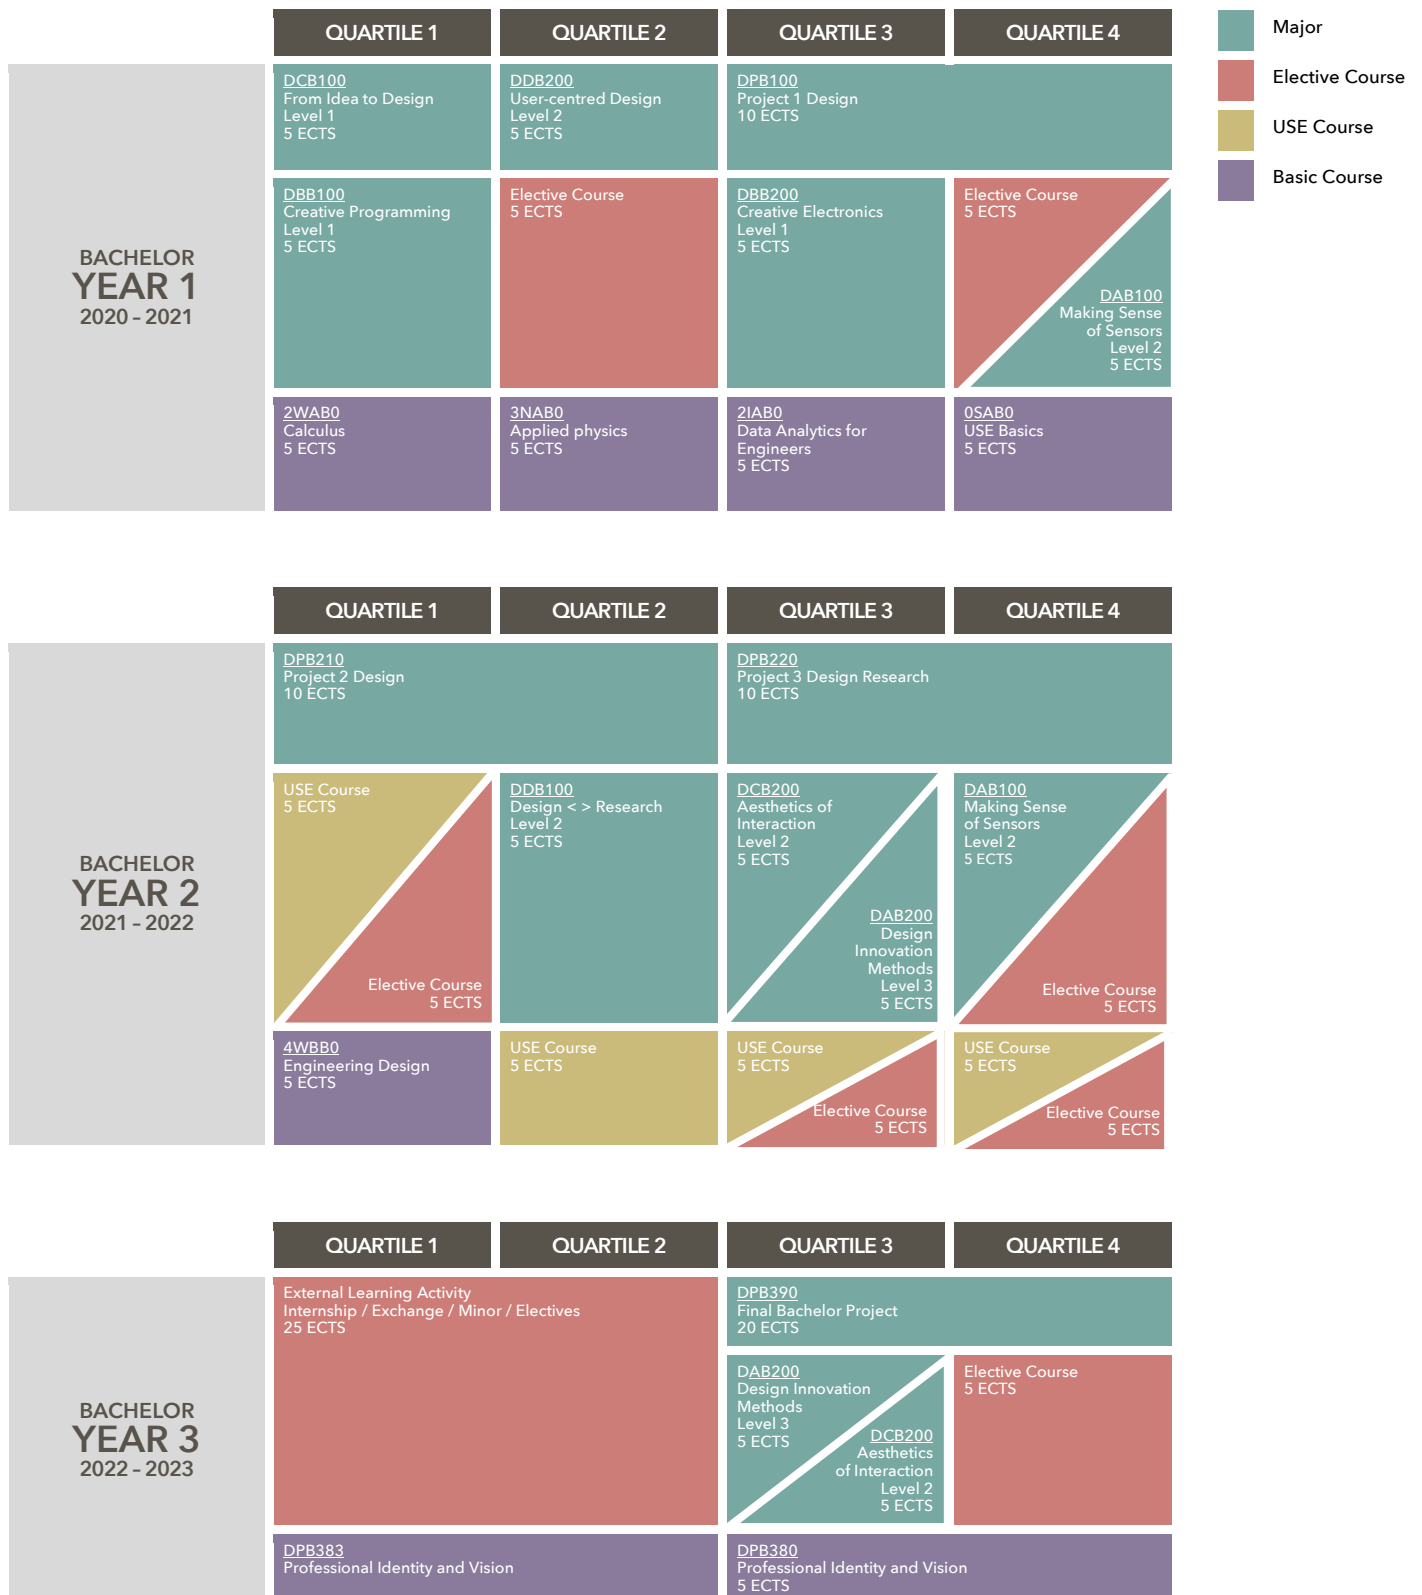 QUARTILE 1
QUARTILE 2
QUARTILE 3
QUARTILE 4
Major
Elective Course
USE Course
Basic Course
BACHELOR
YEAR 1
2020 – 2021
DCB100
From Idea to Design
Level 1
5 ECTS
DDB200
User-centred Design
Level 2
5 ECTS
DPB100
Project 1 Design
10 ECTS
DBB100
Creative Programming
Level 1
5 ECTS
Elective Course
5 ECTS
DBB200
Creative Electronics
Level 1
5 ECTS
Elective Course
5 ECTS
DAB100
Making Sense
of Sensors
Level 2
5 ECTS
2WAB0
Calculus
5 ECTS
3NAB0
Applied physics
5 ECTS
2IAB0
Data Analytics for
Engineers
5 ECTS
0SAB0
USE Basics
5 ECTS
QUARTILE 1
QUARTILE 2
QUARTILE 3
QUARTILE 4
BACHELOR
YEAR 2
2021 – 2022
DPB210
Project 2 Design
10 ECTS
DPB220
Project 3 Design Research
10 ECTS
USE Course
5 ECTS
Elective Course
5 ECTS
DDB100
Design < > Research
Level 2
5 ECTS
DCB200
Aesthetics of
Interaction
Level 2
5 ECTS
DAB200
Design
Innovation
Methods
Level 3
5 ECTS
DAB100
Making Sense
of Sensors
Level 2
5 ECTS
Elective Course
5 ECTS
4WBB0
Engineering Design
5 ECTS
USE Course
5 ECTS
USE Course
5 ECTS
Elective Course
5 ECTS
USE Course
5 ECTS
Elective Course
5 ECTS
QUARTILE 1
QUARTILE 2
QUARTILE 3
QUARTILE 4
BACHELOR
YEAR 3
2022 – 2023
External Learning Activity
Internship / Exchange / Minor / Electives
25 ECTS
DPB390
Final Bachelor Project
20 ECTS
DAB200
Design Innovation
Methods
Level 3
5 ECTS
DCB200
Aesthetics
of Interaction
Level 2
5 ECTS
Elective Course
5 ECTS
DPB383
Professional Identity and Vision
DPB380
Professional Identity and Vision
5 ECTS